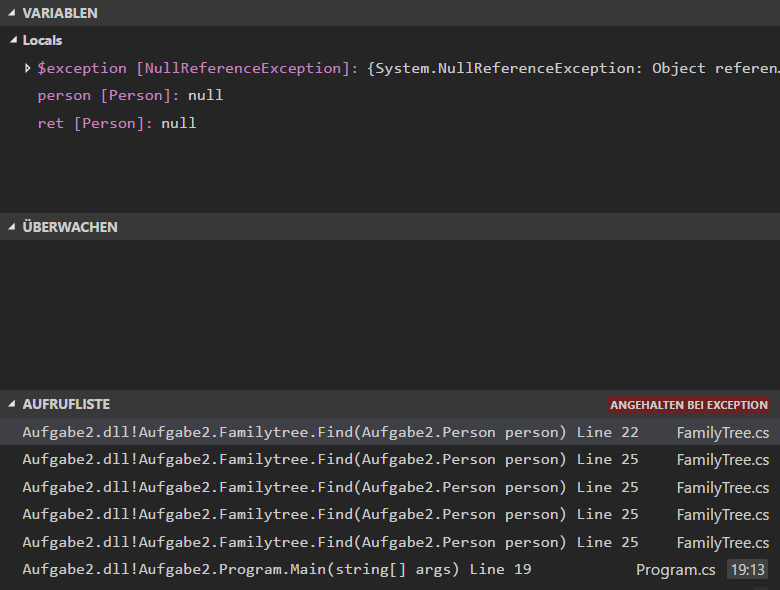 VARIABLEN
Locals
$exception [NullReferenceException]: {System.NullReferenceException: Object referen…
person [Person]: null
ret [Person]: null
ÜBERWACHEN
AUFRUFLISTE ANGEHALTEN BEI EXCEPTION
Aufgabe2.dll!Aufgabe2.Familytree.Find(Aufgabe2.Person person) Line 22 FamilyTree.cs
Aufgabe2.dll!Aufgabe2.Familytree.Find(Aufgabe2.Person person) Line 25 FamilyTree.cs
Aufgabe2.dll!Aufgabe2.Familytree.Find(Aufgabe2.Person person) Line 25 FamilyTree.cs
Aufgabe2.dll!Aufgabe2.Familytree.Find(Aufgabe2.Person person) Line 25 FamilyTree.cs
Aufgabe2.dll!Aufgabe2.Familytree.Find(Aufgabe2.Person person) Line 25 FamilyTree.cs
Aufgabe2.dll!Aufgabe2.Program.Main(string[] args) Line 19 Program.cs 19:13